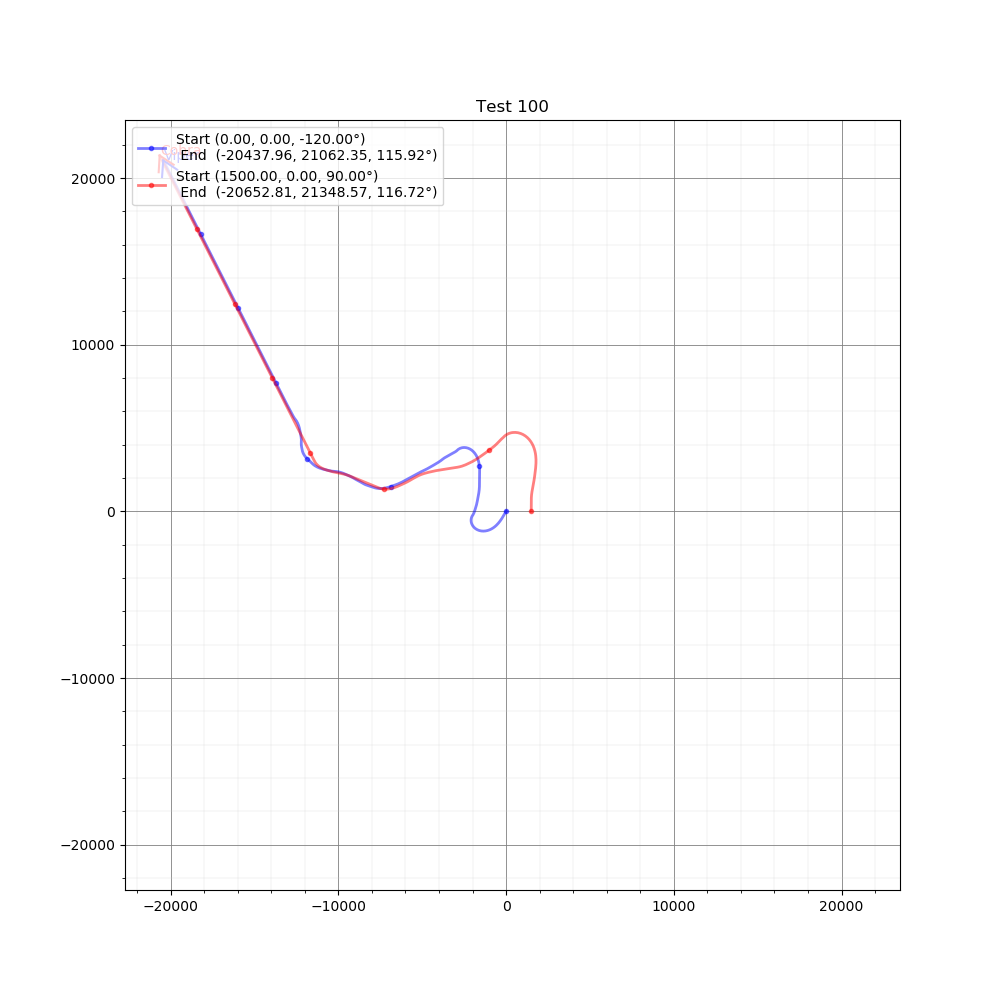 Test 100
Start (0.00, 0.00, -120.00°)
End (-20437.96, 21062.35, 115.92°)
Start (1500.00, 0.00, 90.00°)
End (-20652.81, 21348.57, 116.72°)
20000
10000
0
−10000
−20000
−20000 −10000 0 10000 20000